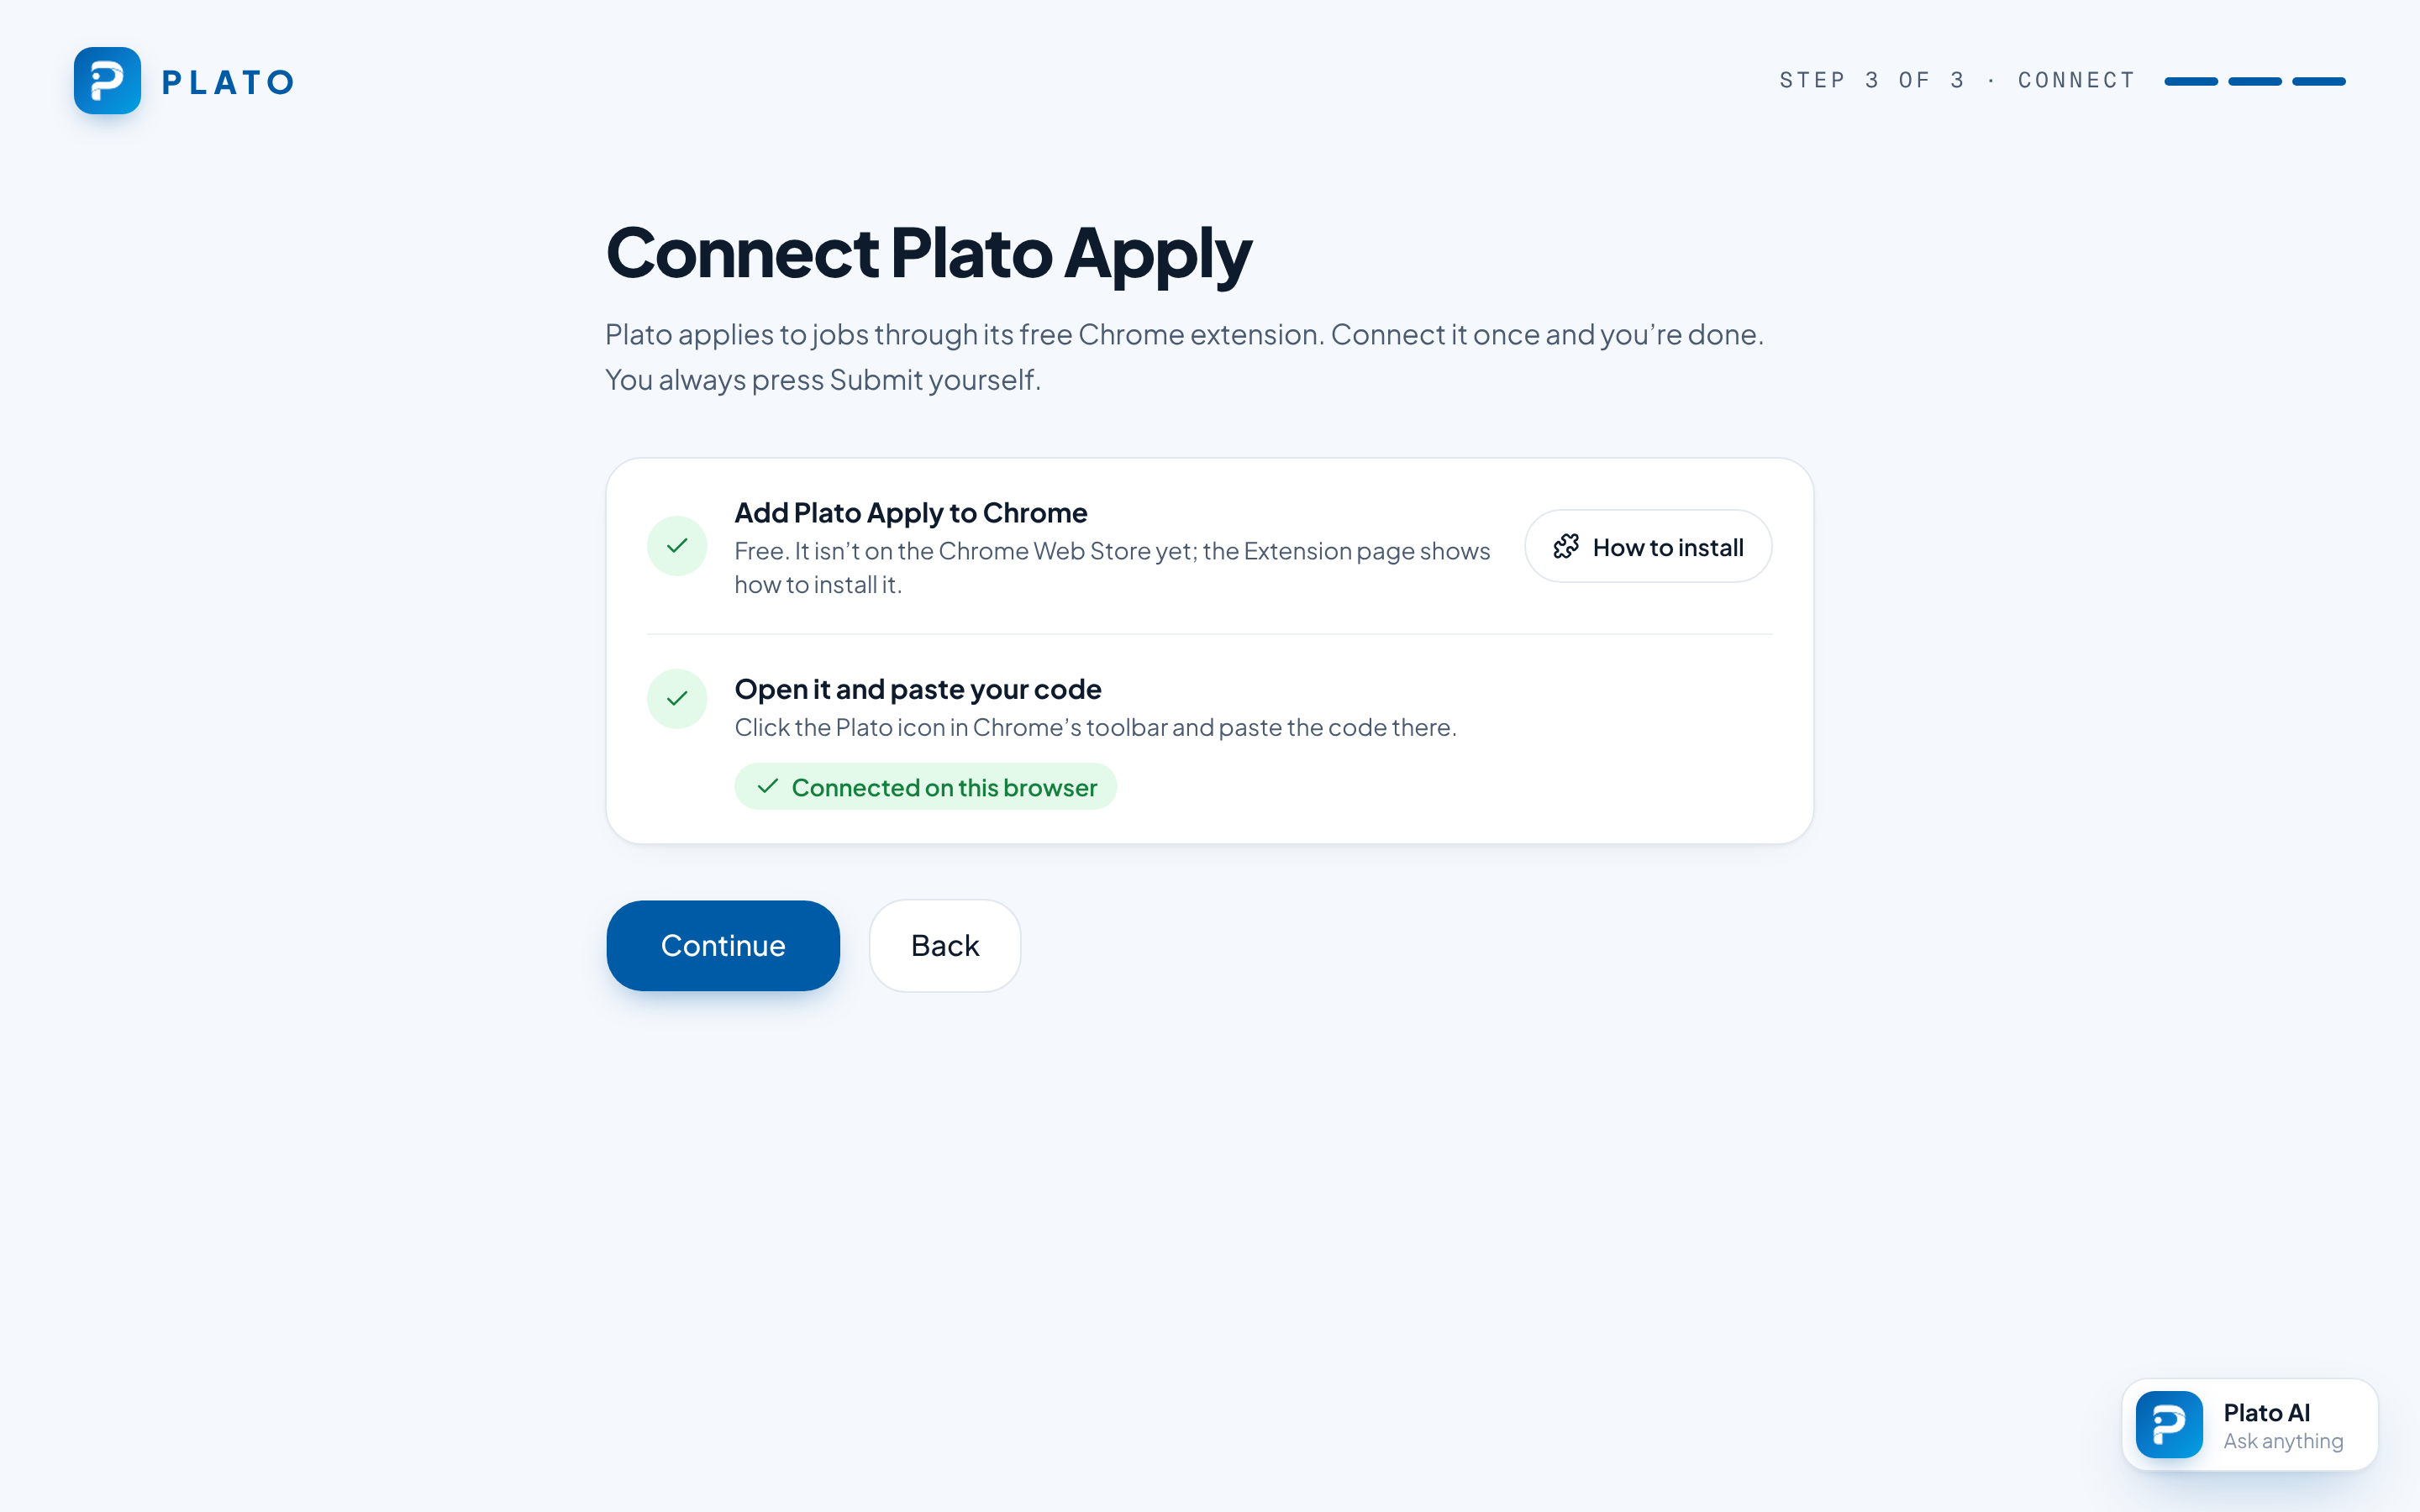 PLATO
STEP 3 OF 3 · CONNECT
Connect Plato Apply
Plato applies to jobs through its free Chrome extension. Connect it once and you’re done.
You always press Submit yourself.
Add Plato Apply to Chrome
Free. It isn’t on the Chrome Web Store yet; the Extension page shows
how to install it.
How to install
Open it and paste your code
Click the Plato icon in Chrome’s toolbar and paste the code there.
Connected on this browser
Continue
Back
Plato AI
Ask anything